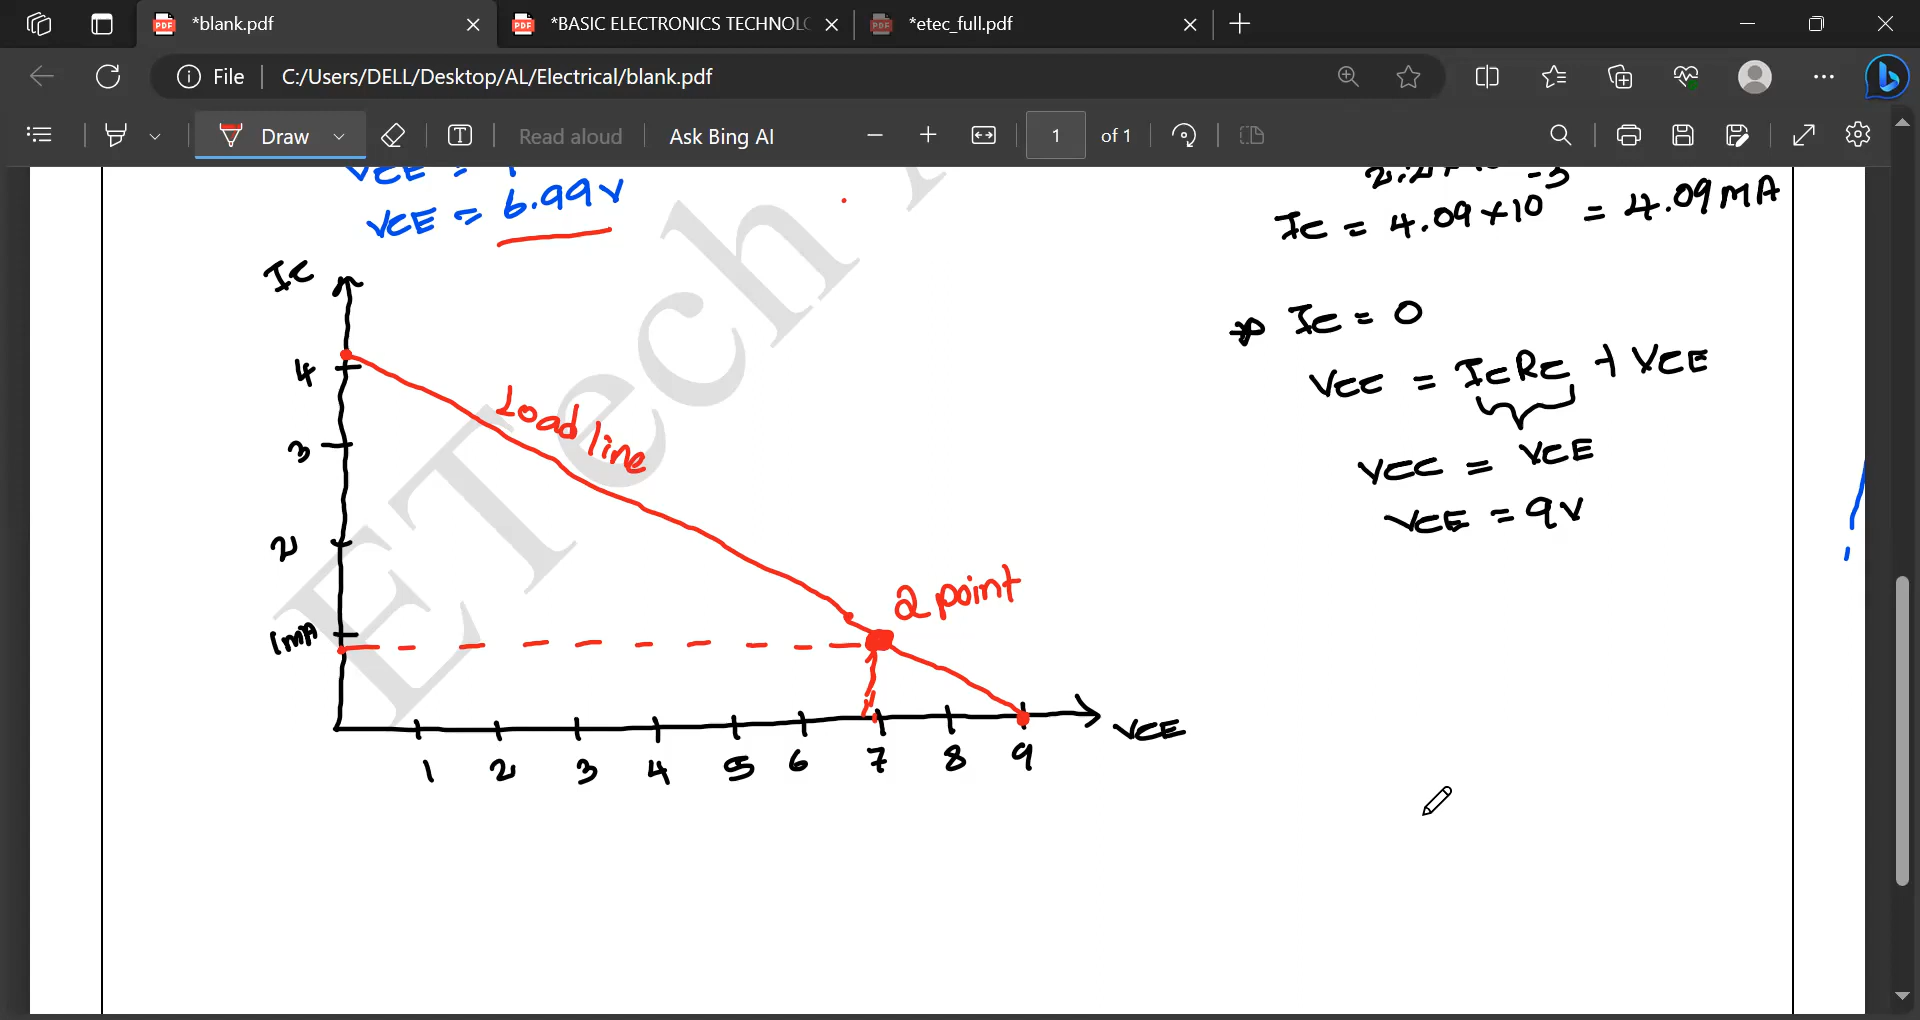 *blank.pdf
*BASIC ELECTRONICS TECHNOLO
*etec_full.pdf
File
C:/Users/DELL/Desktop/AL/Electrical/blank.pdf
Draw
Read aloud
Ask Bing AI
1 of 1
VCE =
VCE = 6.99V
IC = 4.09 × 10⁻³ = 4.09 MA
IC
4
3
2
1mA
1 2 3 4 5 6 7 8 9
VCE
Load line
Q point
IC = 0
VCC = ICRC + VCE
VCC = VCE
VCE = 9V
ETech